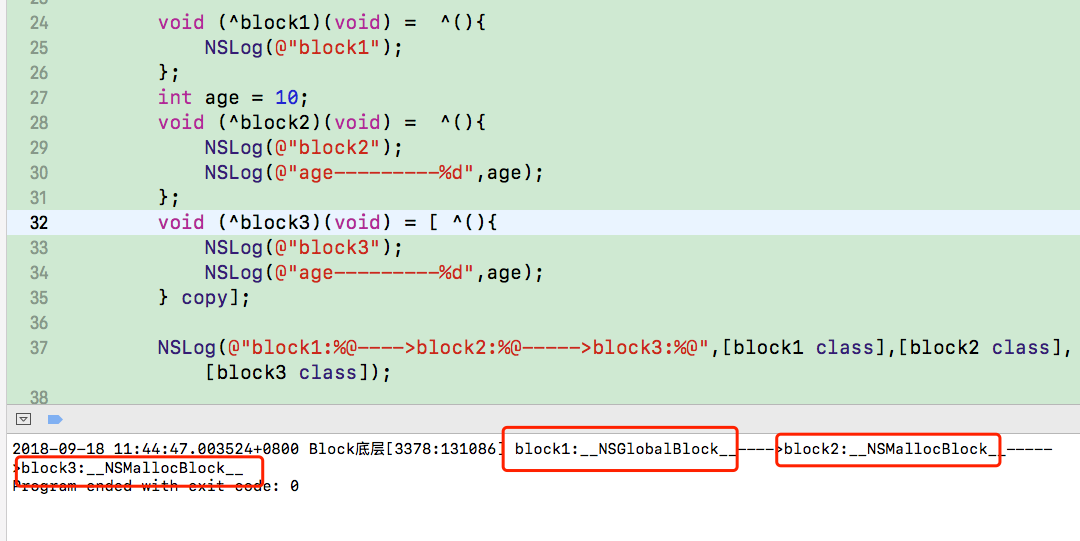 24 void (^block1)(void) = ^(){
25 NSLog(@"block1");
26 };
27 int age = 10;
28 void (^block2)(void) = ^(){
29 NSLog(@"block2");
30 NSLog(@"age---------%d",age);
31 };
32 void (^block3)(void) = [ ^(){
33 NSLog(@"block3");
34 NSLog(@"age---------%d",age);
35 } copy];
36
37 NSLog(@"block1:%@---->block2:%@----->block3:%@",[block1 class],[block2 class],
[block3 class]);
38
2018-09-18 11:44:47.003524+0800 Block底层[3378:131086] block1:__NSGlobalBlock__---->block2:__NSMallocBlock__-----
>block3:__NSMallocBlock__
Program ended with exit code: 0